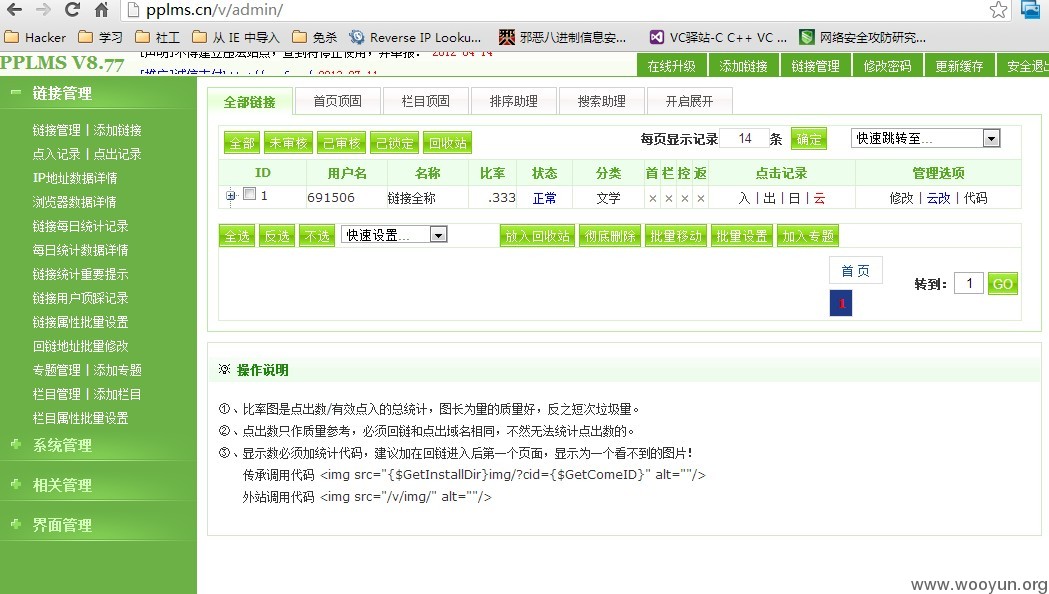 pplms.cn/v/admin/
Hacker 学习 社工 从 IE 中导入 免杀 Reverse IP Looku... 邪恶八进制信息安... VC驿站-C C++ VC ... 网络安全攻防研究...
PPLMS V8.77
2012-04-14
在线升级 添加链接 链接管理 修改密码 更新缓存 安全退出
链接管理
链接管理 | 添加链接
点入记录 | 点出记录
IP地址数据详情
浏览器数据详情
链接每日统计记录
每日统计数据详情
链接统计重要提示
链接用户顶踩记录
链接属性批量设置
回链地址批量修改
专题管理 | 添加专题
栏目管理 | 添加栏目
栏目属性批量设置
系统管理
相关管理
界面管理
全部链接 首页顶固 栏目顶固 排序助理 搜索助理 开启展开
全部 未审核 已审核 已锁定 回收站 每页显示记录 14 条 确定 快速跳转至...
ID 用户名 名称 比率 状态 分类 首 栏 控 返 点击记录 管理选项
1 691506 链接全称 .333 正常 文学 × × × × 入 | 出 | 日 | 云 修改 | 云改 | 代码
全选 反选 不选 快速设置... 放入回收站 彻底删除 批量移动 批量设置 加入专题
首 页
1
转到： 1 GO
操作说明
①、比率图是点出数/有效点入的总统计，图长为量的质量好，反之短次垃圾量。
②、点出数只作质量参考，必须回链和点出域名相同，不然无法统计点出数的。
③、显示数必须加统计代码，建议加在回链进入后第一个页面，显示为一个看不到的图片！
传承调用代码 <img src="{$GetInstallDir}img/?cid={$GetComeID}" alt=""/>
外站调用代码 <img src="/v/img/" alt=""/>
www.wooyun.org